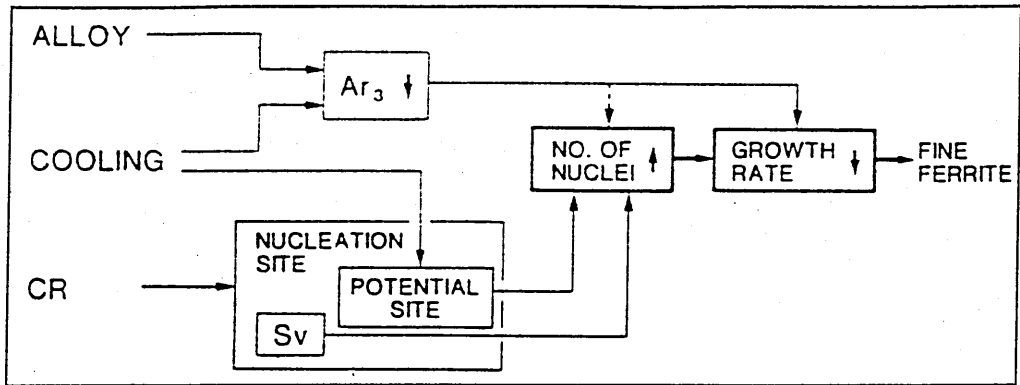 ALLOY
Ar₃ ↓
COOLING
NO. OF
NUCLEI ↑
GROWTH
RATE ↓
FINE
FERRITE
NUCLEATION
SITE
POTENTIAL
SITE
CR
Sv